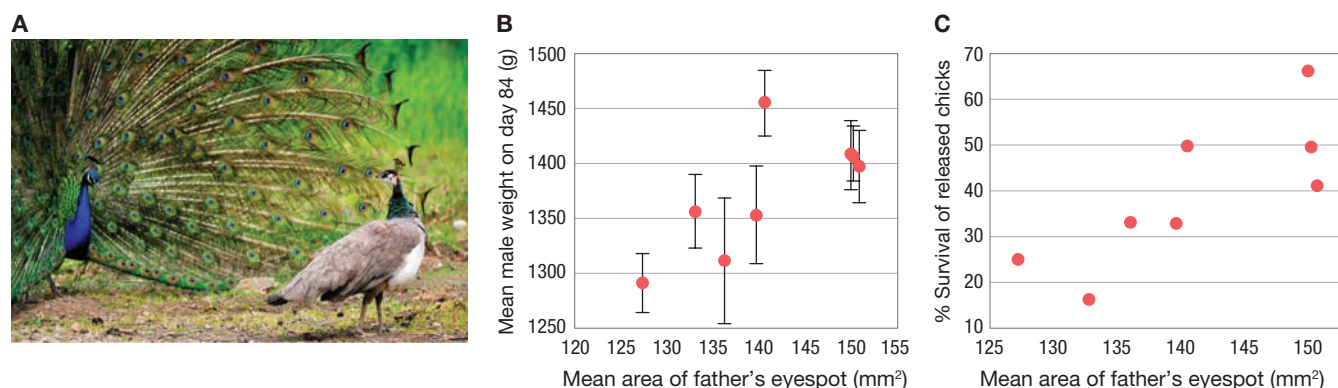 A
B
Mean male weight on day 84 (g)
1500
1450
1400
1350
1300
1250
120 130 135 140 145 150 155
Mean area of father's eyespot (mm²)
C
% Survival of released chicks
70
60
50
40
30
20
10
125 130 135 140 145 150
Mean area of father's eyespot (mm²)